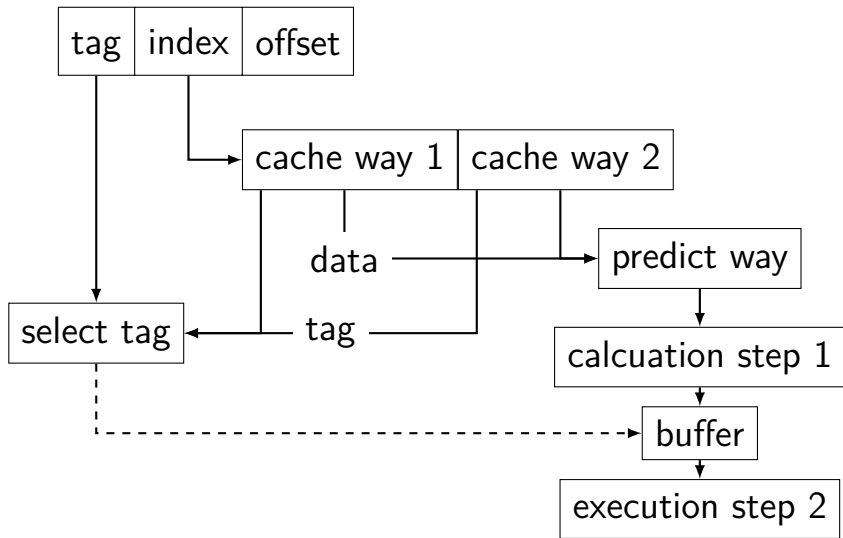 tag index offset
cache way 1 cache way 2
data
predict way
select tag
tag
calcuation step 1
buffer
execution step 2